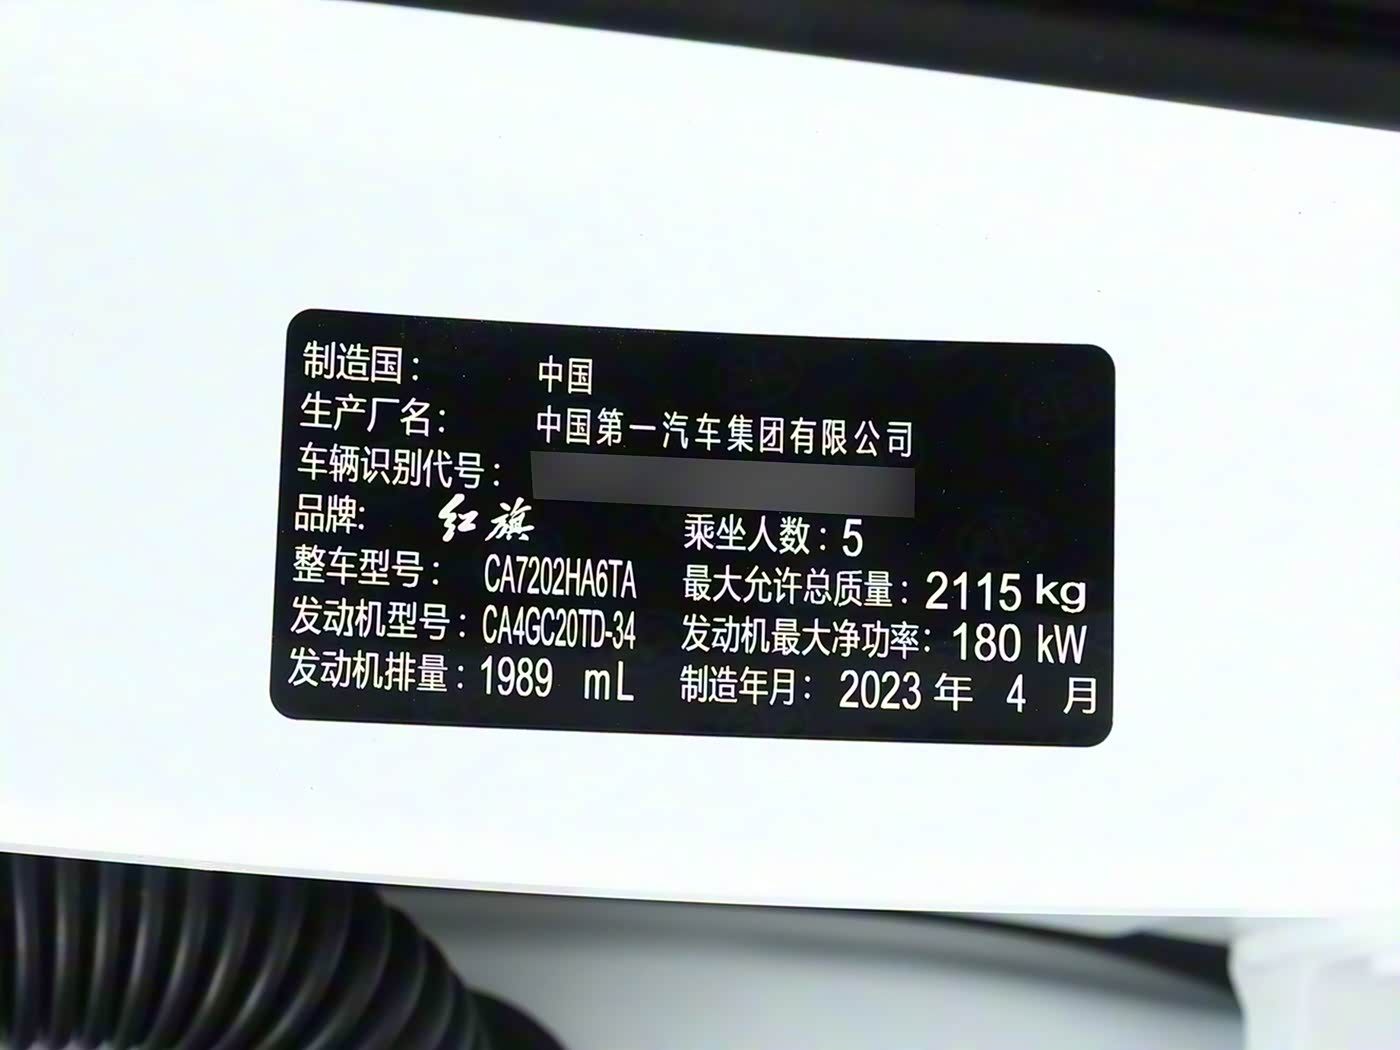 制造国： 中国
生产厂名： 中国第一汽车集团有限公司
车辆识别代号：
品牌: 红旗 乘坐人数：5
整车型号： CA7202HA6TA 最大允许总质量：2115 kg
发动机型号：CA4GC20TD-34 发动机最大净功率：180 kW
发动机排量：1989 mL 制造年月： 2023 年 4 月